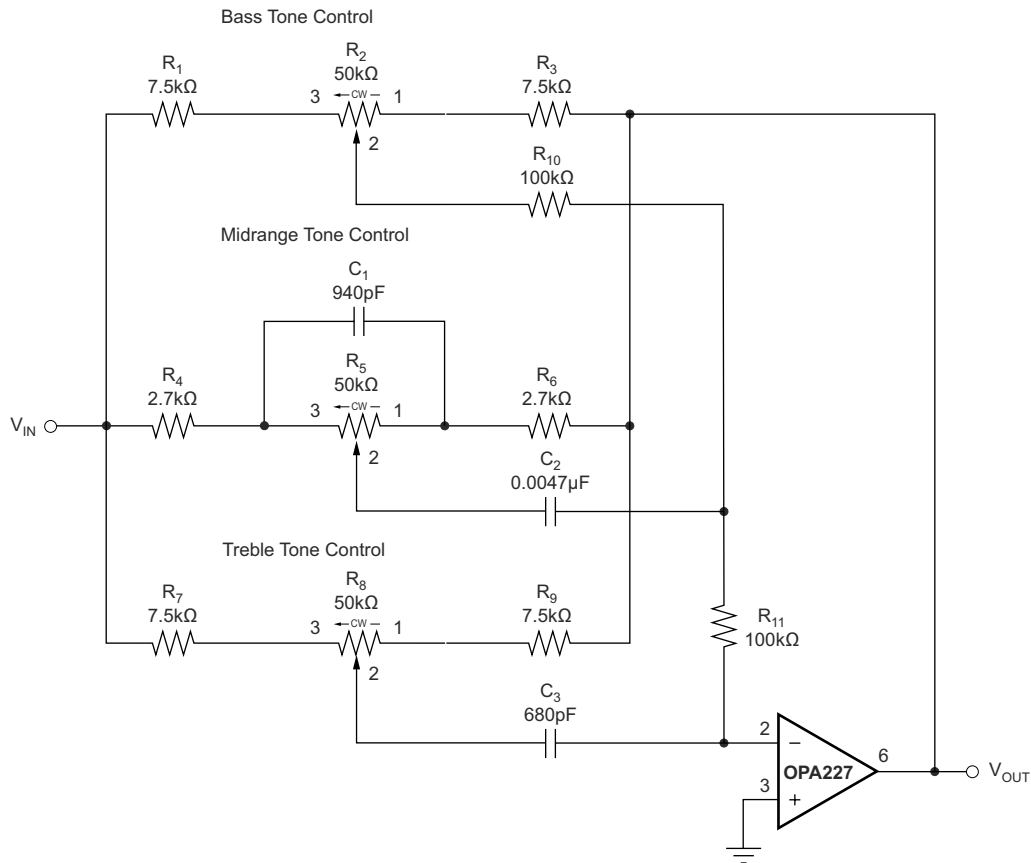 Bass Tone Control
R1
7.5kΩ
R2
50kΩ
R3
7.5kΩ
3
CW
1
2
R10
100kΩ
Midrange Tone Control
C1
940pF
R4
2.7kΩ
R5
50kΩ
R6
2.7kΩ
3
CW
1
2
VIN
C2
0.0047µF
Treble Tone Control
R7
7.5kΩ
R8
50kΩ
R9
7.5kΩ
3
CW
1
2
R11
100kΩ
C3
680pF
2
−
OPA227
6
3
+
VOUT